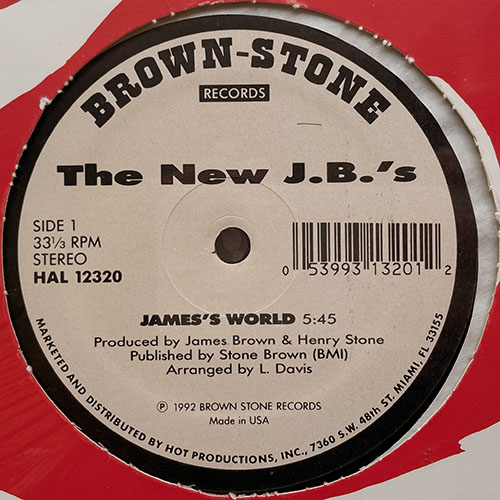 BROWN-STONE
RECORDS
The New J.B.'s
SIDE 1
33⅓ RPM
STEREO
HAL 12320
0 53993 13201 2
JAMES'S WORLD 5:45
Produced by James Brown & Henry Stone
Published by Stone Brown (BMI)
Arranged by L. Davis
℗ 1992 BROWN STONE RECORDS
Made in USA
MARKETED AND DISTRIBUTED BY HOT PRODUCTIONS, INC., 7360 S.W. 48th ST, MIAMI, FL 33155